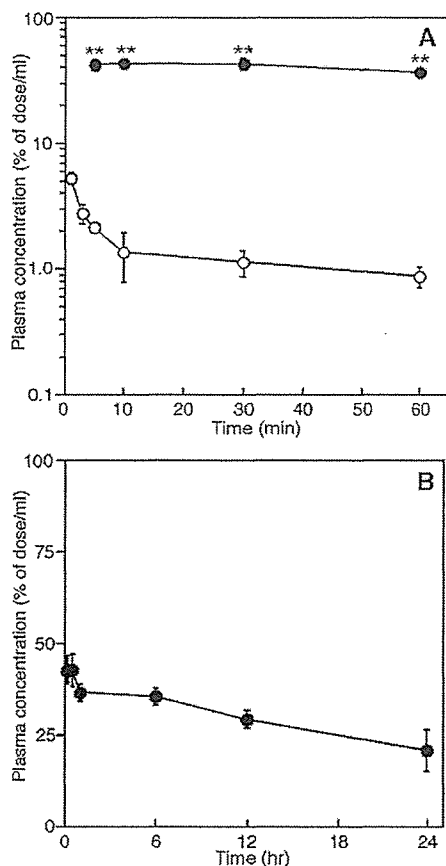 100
10
1.0
0.1
Plasma concentration (% of dose/ml)
A
** ** ** **
0 10 20 30 40 50 60
Time (min)
100
75
50
25
0
Plasma concentration (% of dose/ml)
B
0 6 12 18 24
Time (hr)